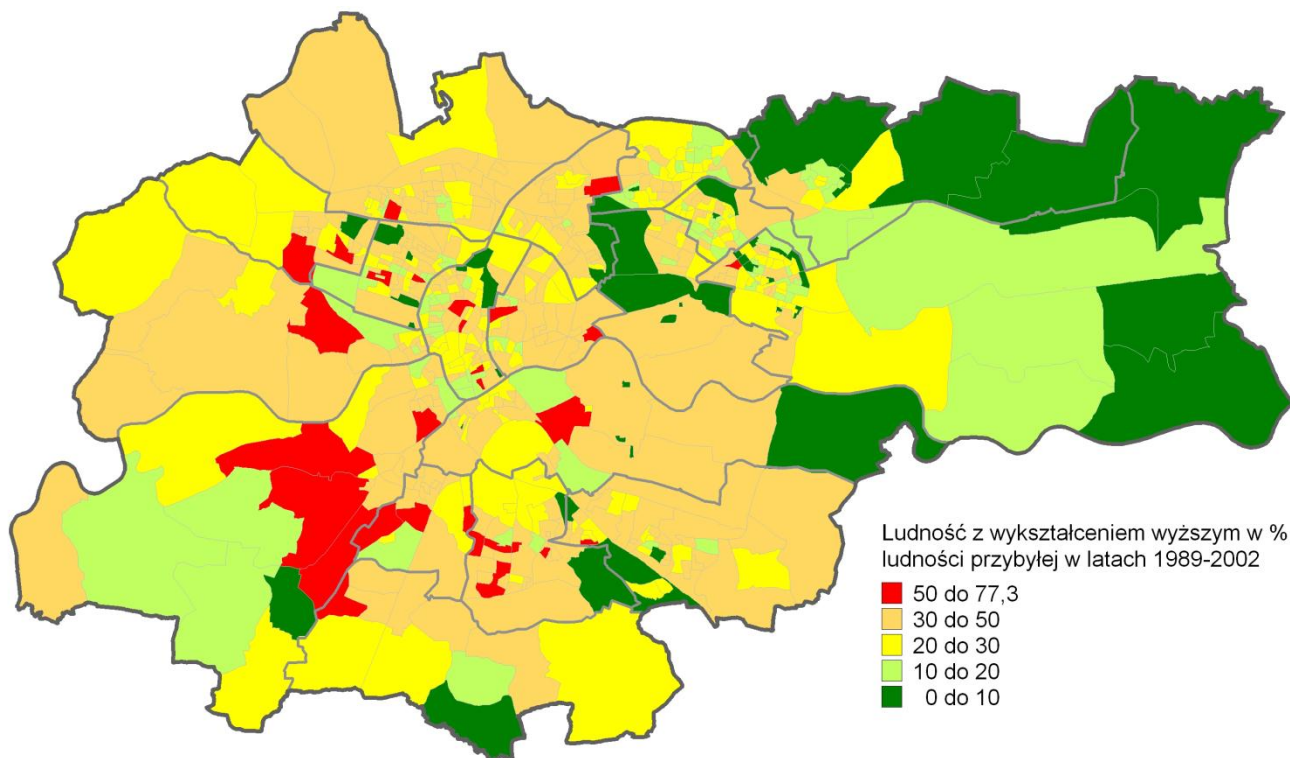 Ludność z wykształceniem wyższym w %
ludności przybyłej w latach 1989-2002
50 do 77,3
30 do 50
20 do 30
10 do 20
0 do 10